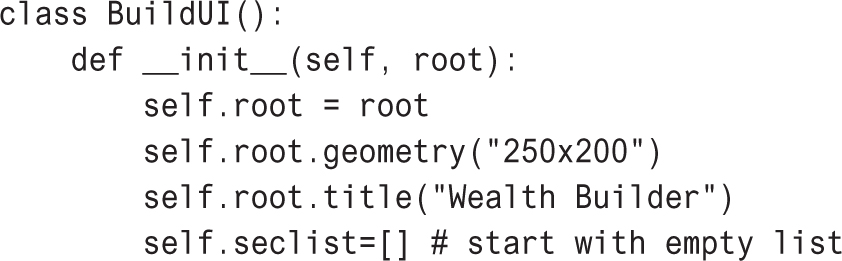 class BuildUI():
    def __init__(self, root):
        self.root = root
        self.root.geometry("250x200")
        self.root.title("Wealth Builder")
        self.seclist=[] # start with empty list